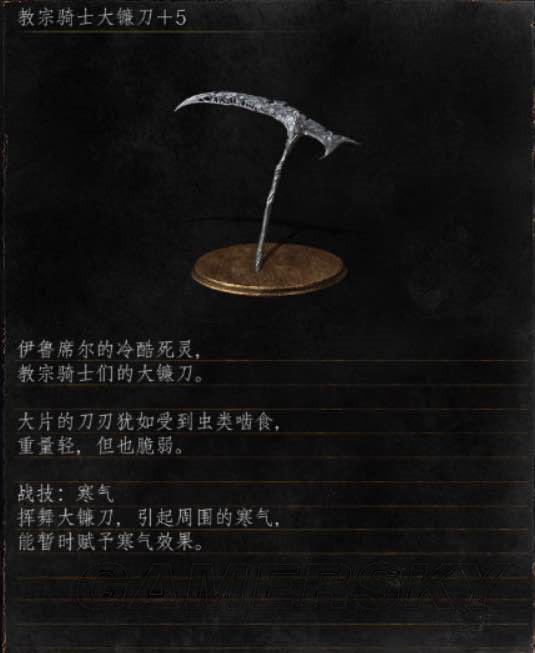 教宗骑士大镰刀+5
伊鲁席尔的冷酷死灵，
教宗骑士们的大镰刀。
大片的刀刃犹如受到虫类啮食，
重量轻，但也脆弱。
战技：寒气
挥舞大镰刀，引起周围的寒气，
能暂时赋予寒气效果。
GAMERSKY